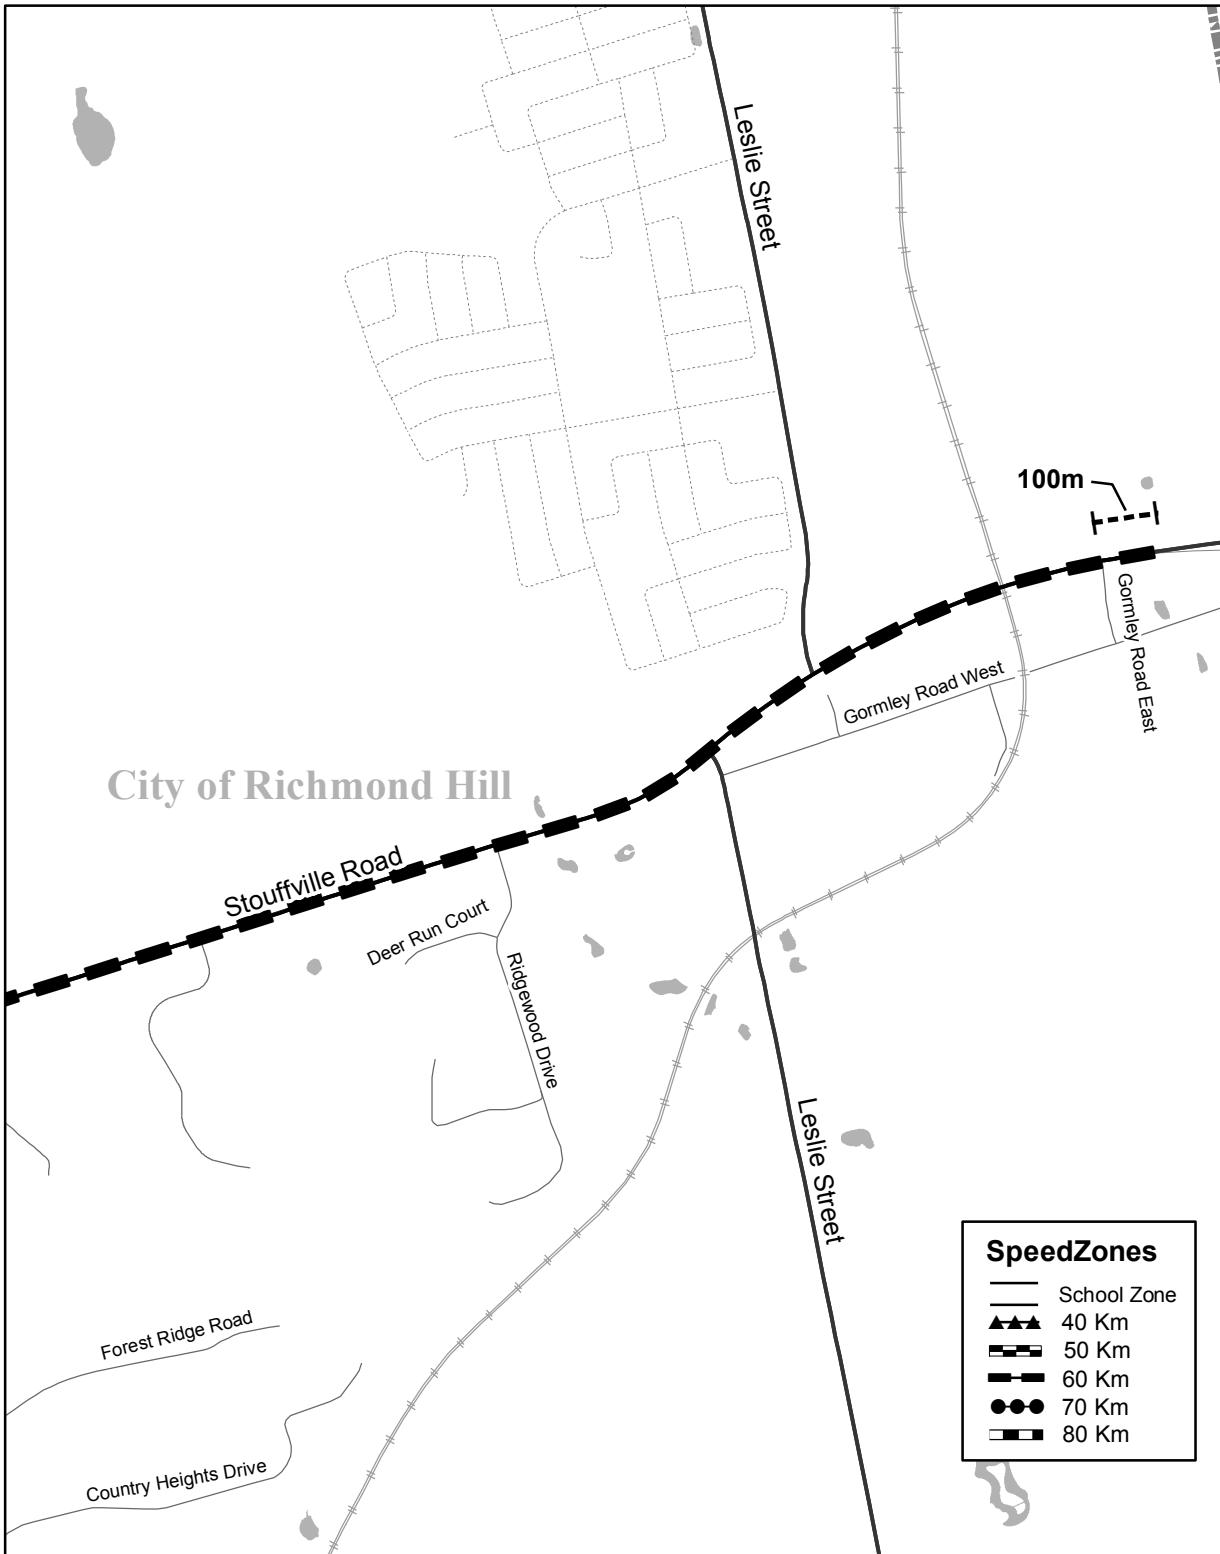 Leslie Street
100m
Gormley Road East
Gormley Road West
City of Richmond Hill
Stouffville Road
Deer Run Court
Ridgewood Drive
Leslie Street
Forest Ridge Road
Country Heights Drive
SpeedZones
School Zone
40 Km
50 Km
60 Km
70 Km
80 Km